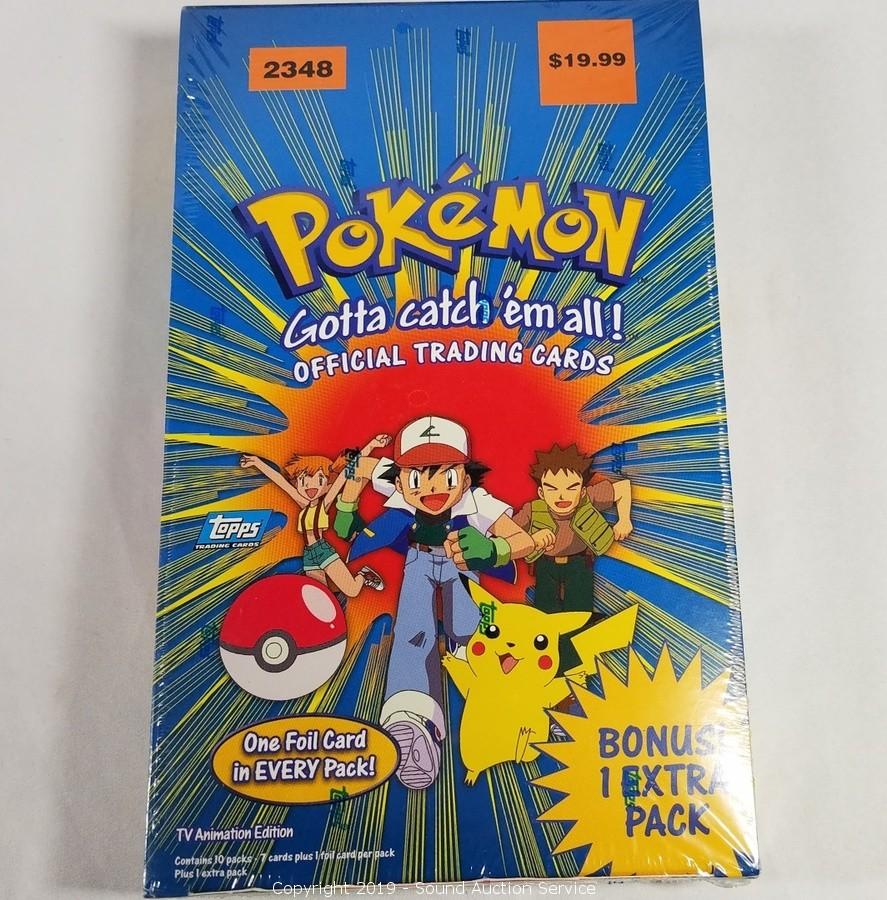 2348
$19.99
POKéMON
Gotta catch 'em all!
OFFICIAL TRADING CARDS
topps
TRADING CARDS
One Foil Card
in EVERY Pack!
BONUS!
1 EXTRA
PACK
TV Animation Edition
Contains 10 packs - 7 cards plus 1 foil card per pack
Plus 1 extra pack
Copyright 2019 - Sound Auction Service